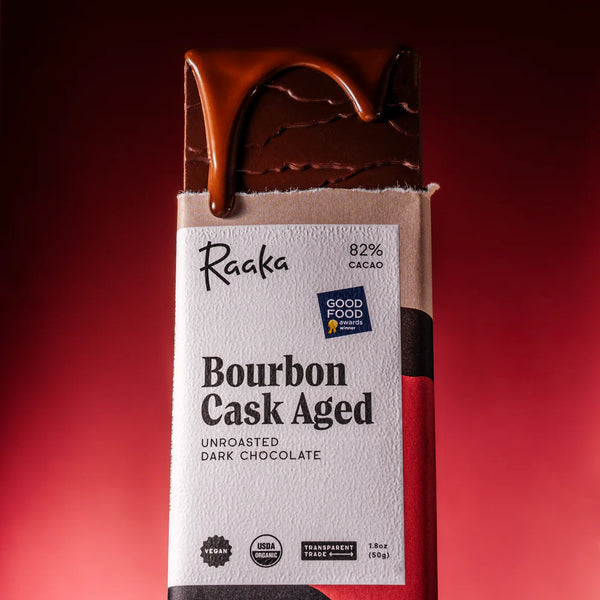 Raaka
82%
CACAO
GOOD
FOOD
awards
winner
Bourbon
Cask Aged
UNROASTED
DARK CHOCOLATE
VEGAN
USDA
ORGANIC
TRANSPARENT
TRADE
1.8oz
(50g)